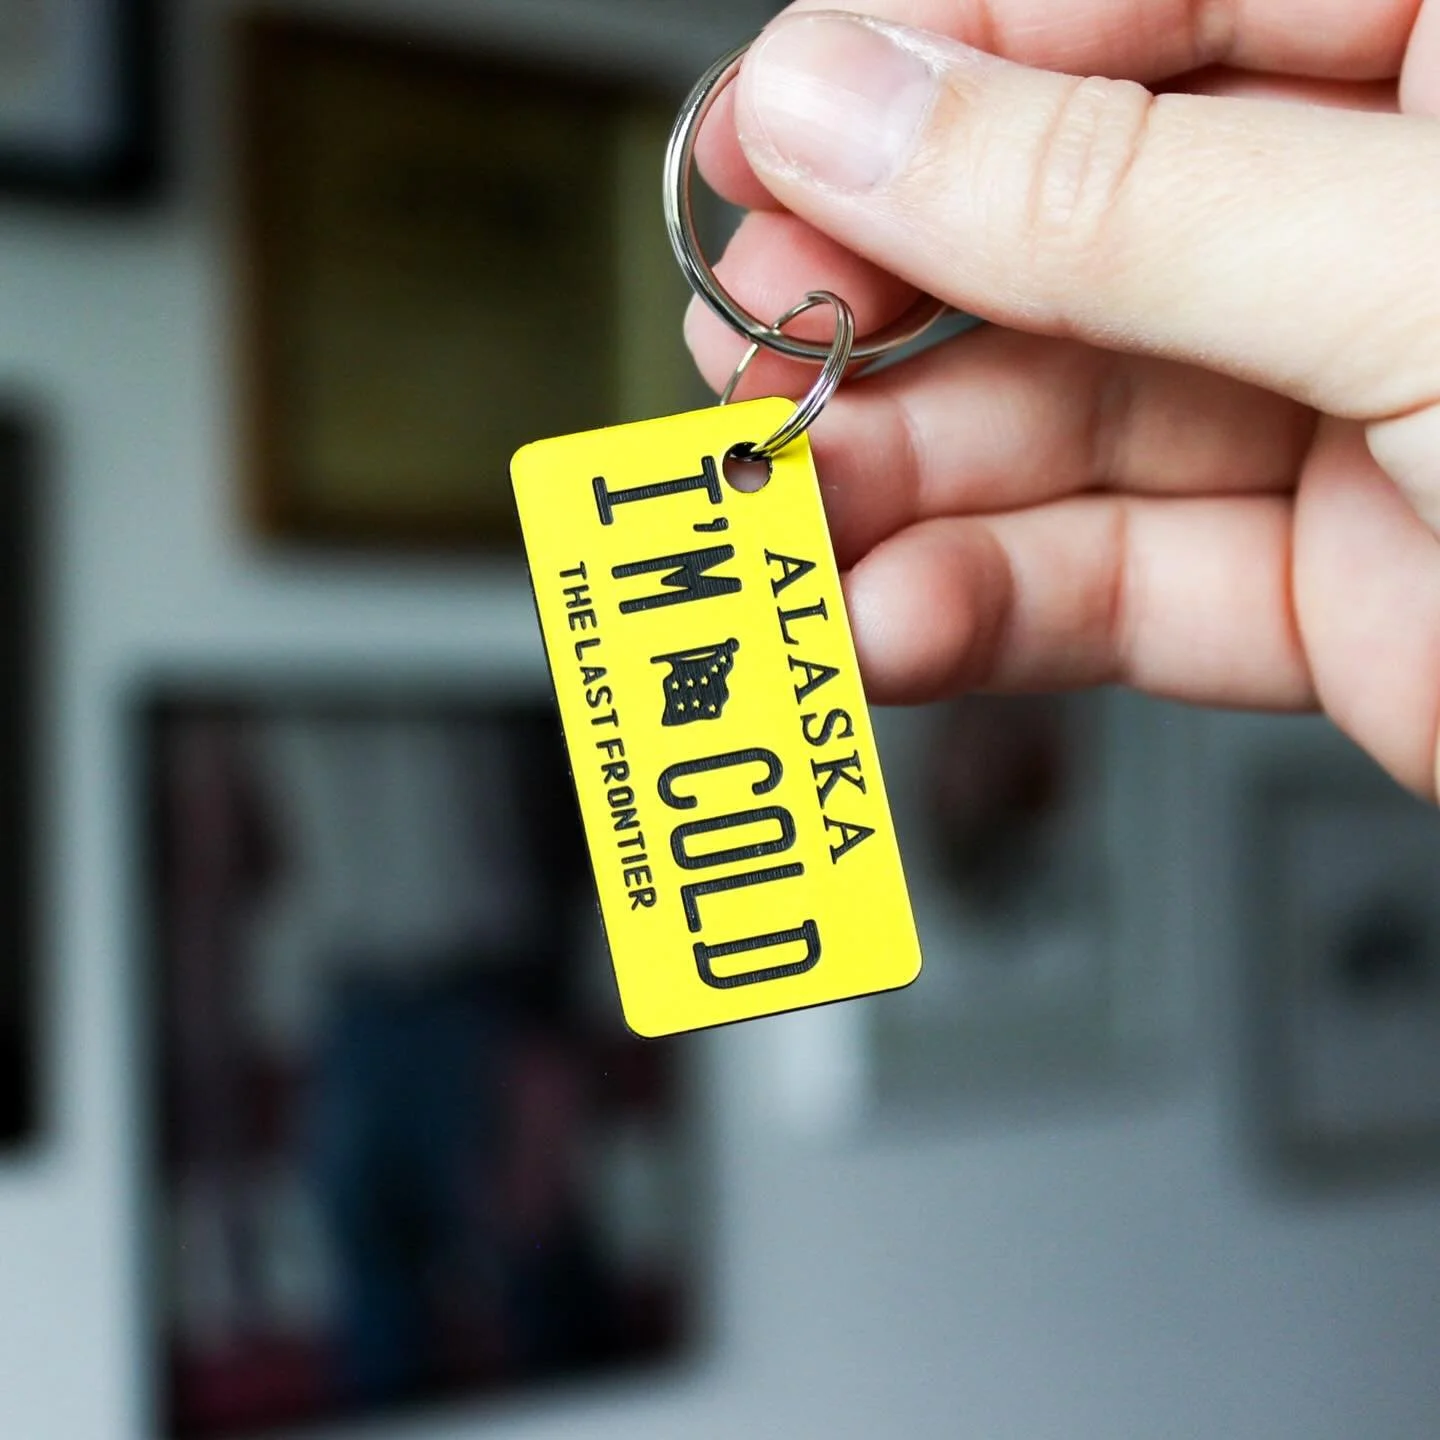 ALASKA
I'M COLD
THE LAST FRONTIER